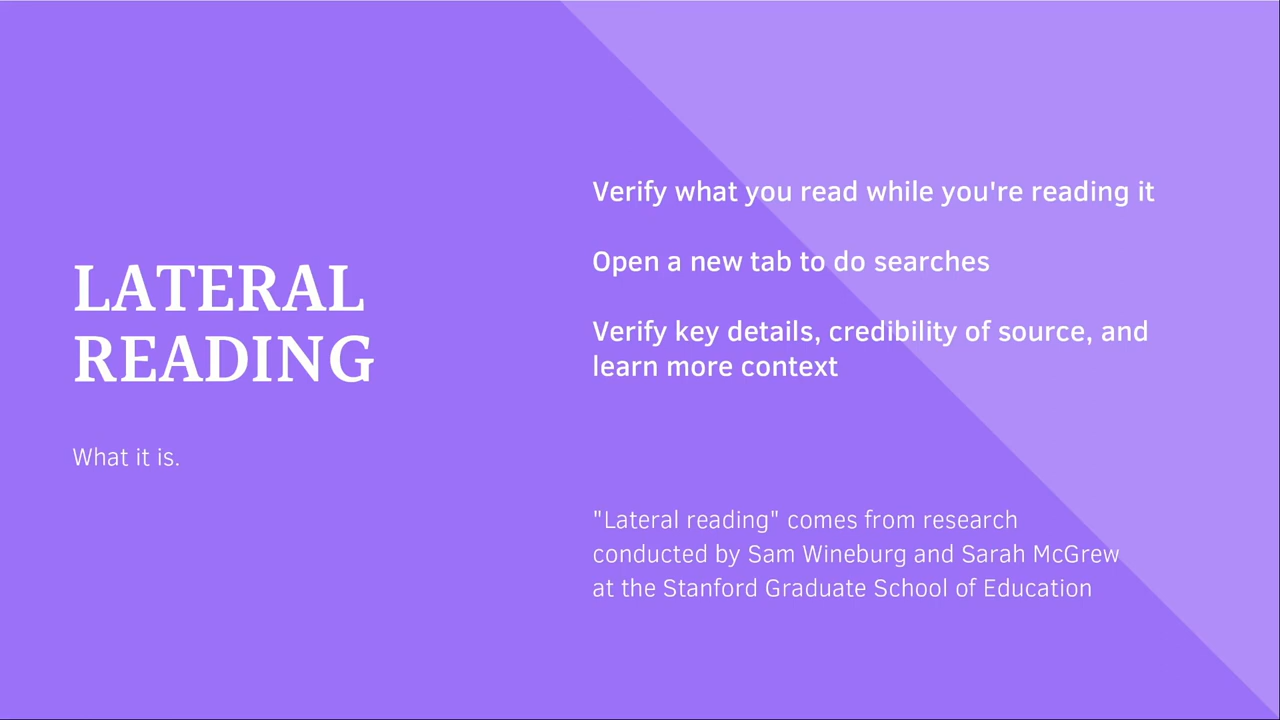 LATERAL
READING
What it is.
Verify what you read while you're reading it
Open a new tab to do searches
Verify key details, credibility of source, and
learn more context
"Lateral reading" comes from research
conducted by Sam Wineburg and Sarah McGrew
at the Stanford Graduate School of Education